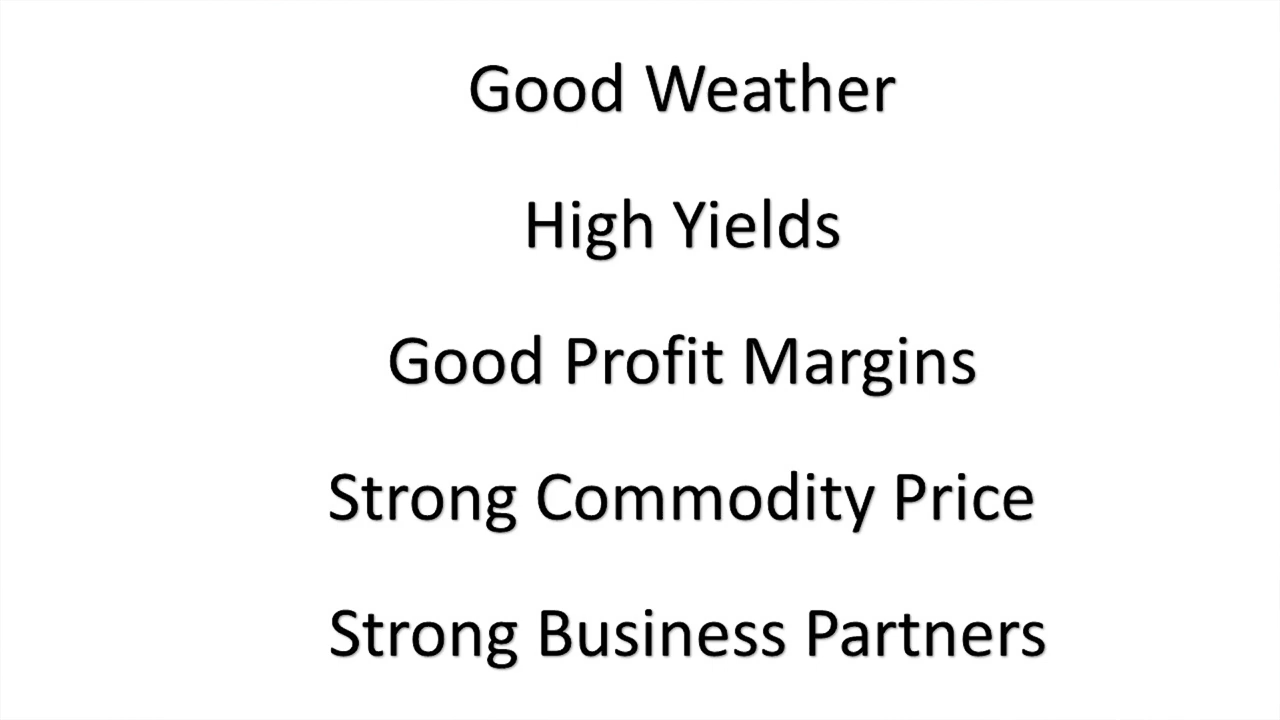 Good Weather
High Yields
Good Profit Margins
Strong Commodity Price
Strong Business Partners